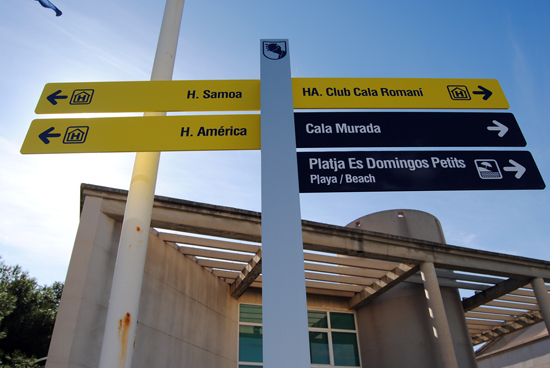 H. Samoa
H. América
HA. Club Cala Romaní
Cala Murada
Platja Es Domingos Petits
Playa / Beach